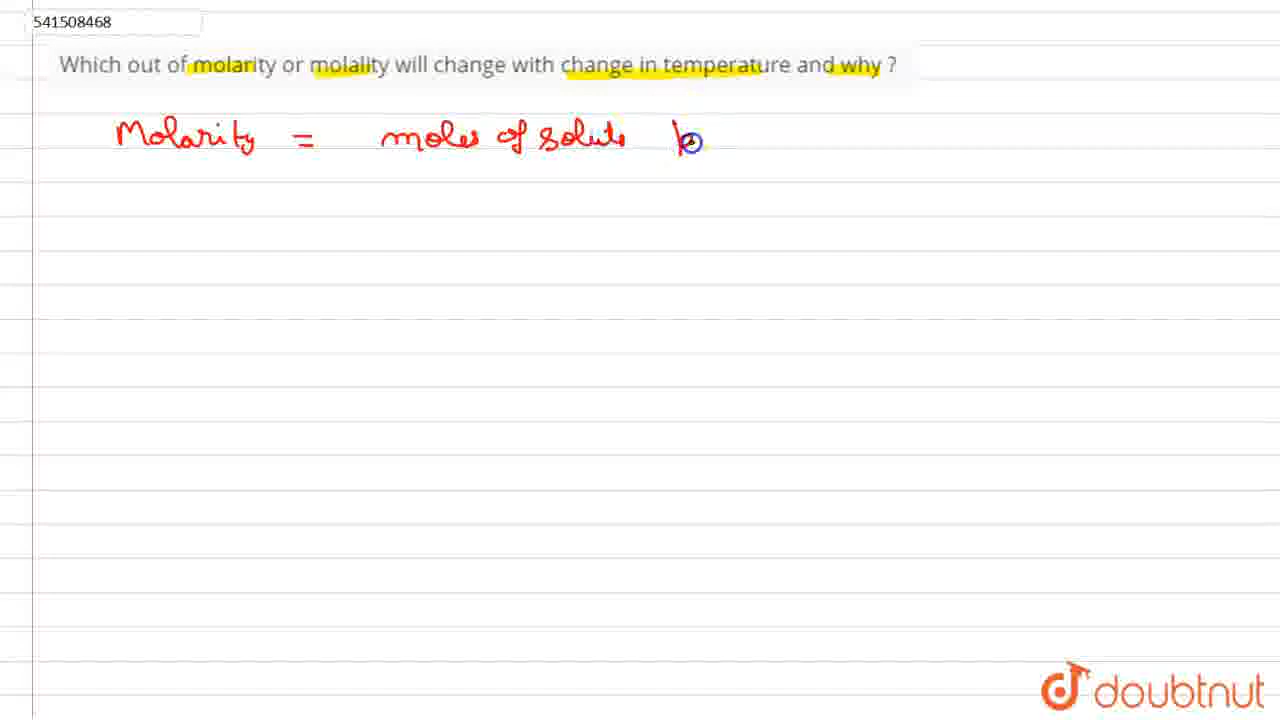 541508468
Which out of molarity or molality will change with change in temperature and why ?
Molarity = moles of solute
doubtnut